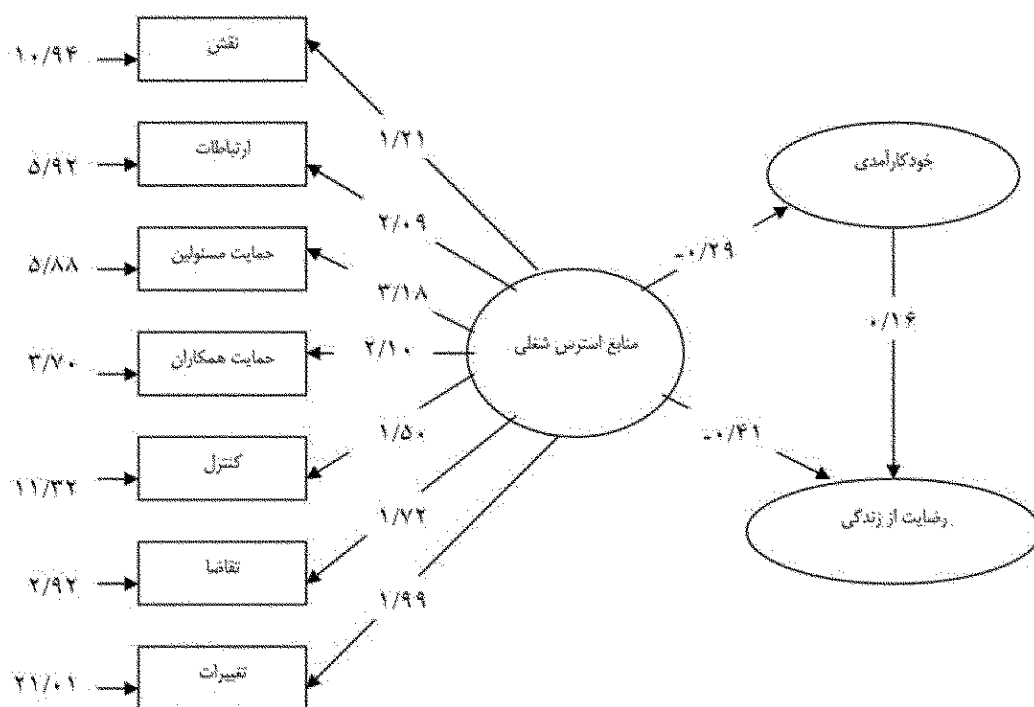 نقش
۱۰/۹۴
۱/۲۱
ارتباطات
۵/۹۲
۲/۰۹
حمایت مسئولین
۵/۸۸
۳/۱۸
حمایت همکاران
۳/۷۰
۲/۱۰
کنترل
۱۱/۳۲
۱/۵۰
تقاضا
۲/۹۲
۱/۷۲
تغییرات
۲۱/۰۱
۱/۹۹
منابع استرس شغلی
خودکارآمدی
-۰/۲۹
۰/۱۶
-۰/۴۱
رضایت از زندگی